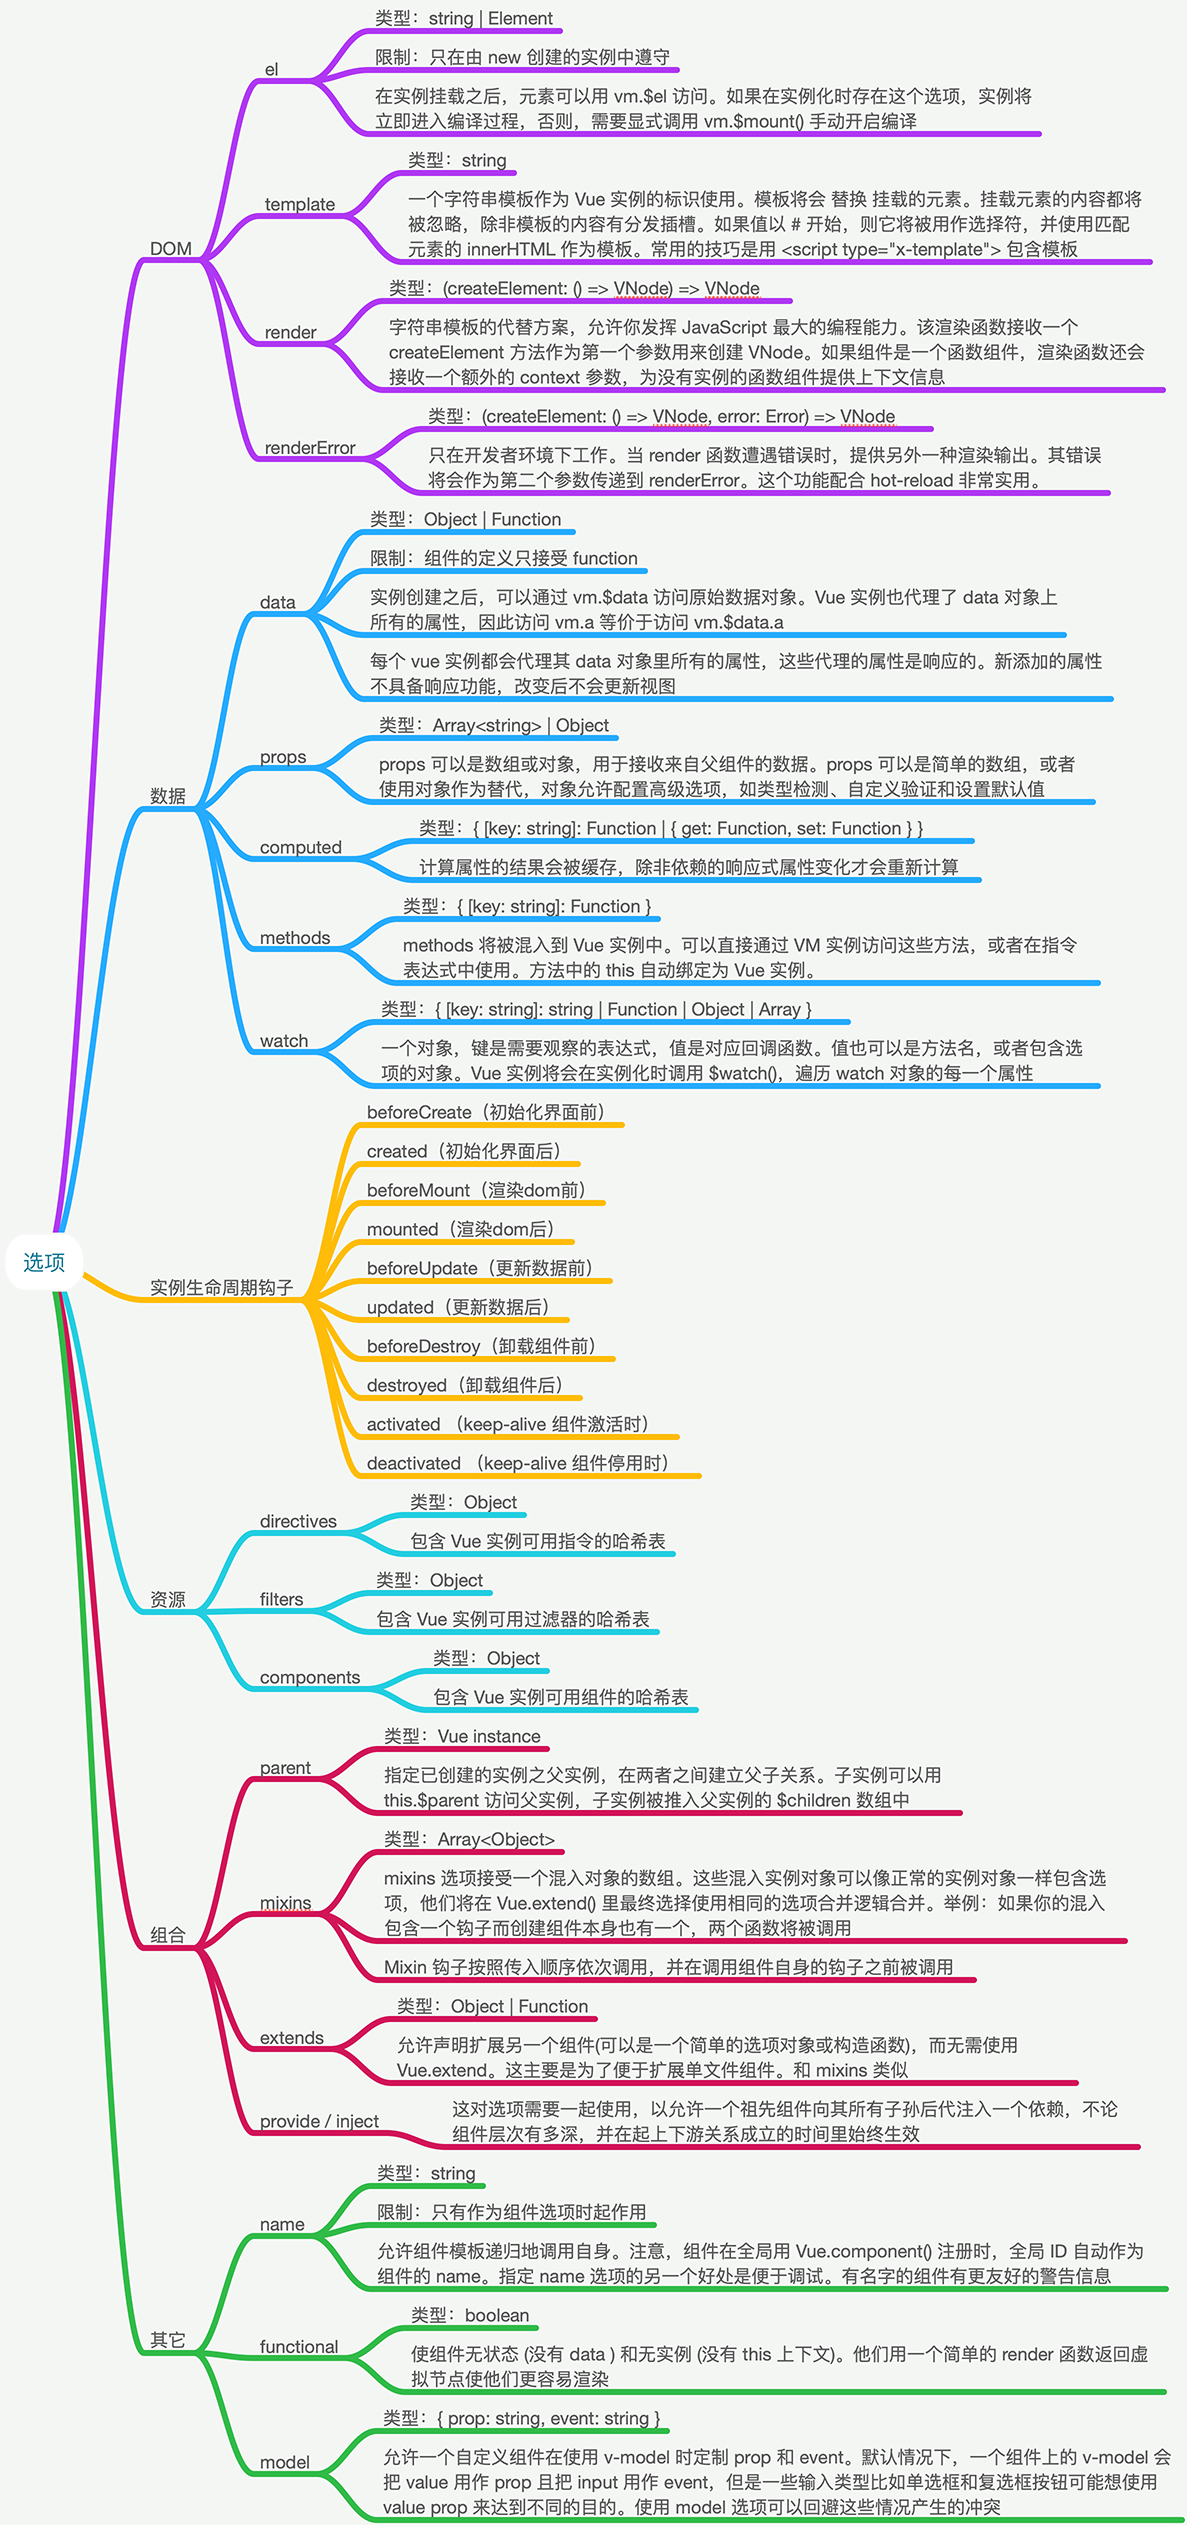 选项
DOM
el
类型：string | Element
限制：只在由 new 创建的实例中遵守
在实例挂载之后，元素可以用 vm.$el 访问。如果在实例化时存在这个选项，实例将
立即进入编译过程，否则，需要显式调用 vm.$mount() 手动开启编译
template
类型：string
一个字符串模板作为 Vue 实例的标识使用。模板将会 替换 挂载的元素。挂载元素的内容都将
被忽略，除非模板的内容有分发插槽。如果值以 # 开始，则它将被用作选择符，并使用匹配
元素的 innerHTML 作为模板。常用的技巧是用 <script type="x-template"> 包含模板
render
类型：(createElement: () => VNode) => VNode
字符串模板的代替方案，允许你发挥 JavaScript 最大的编程能力。该渲染函数接收一个
createElement 方法作为第一个参数用来创建 VNode。如果组件是一个函数组件，渲染函数还会
接收一个额外的 context 参数，为没有实例的函数组件提供上下文信息
renderError
类型：(createElement: () => VNode, error: Error) => VNode
只在开发者环境下工作。当 render 函数遭遇错误时，提供另外一种渲染输出。其错误
将会作为第二个参数传递到 renderError。这个功能配合 hot-reload 非常实用。
数据
data
类型：Object | Function
限制：组件的定义只接受 function
实例创建之后，可以通过 vm.$data 访问原始数据对象。Vue 实例也代理了 data 对象上
所有的属性，因此访问 vm.a 等价于访问 vm.$data.a
每个 vue 实例都会代理其 data 对象里所有的属性，这些代理的属性是响应的。新添加的属性
不具备响应功能，改变后不会更新视图
props
类型：Array<string> | Object
props 可以是数组或对象，用于接收来自父组件的数据。props 可以是简单的数组，或者
使用对象作为替代，对象允许配置高级选项，如类型检测、自定义验证和设置默认值
computed
类型：{ [key: string]: Function | { get: Function, set: Function } }
计算属性的结果会被缓存，除非依赖的响应式属性变化才会重新计算
methods
类型：{ [key: string]: Function }
methods 将被混入到 Vue 实例中。可以直接通过 VM 实例访问这些方法，或者在指令
表达式中使用。方法中的 this 自动绑定为 Vue 实例。
watch
类型：{ [key: string]: string | Function | Object | Array }
一个对象，键是需要观察的表达式，值是对应回调函数。值也可以是方法名，或者包含选
项的对象。Vue 实例将会在实例化时调用 $watch()，遍历 watch 对象的每一个属性
实例生命周期钩子
beforeCreate（初始化界面前）
created（初始化界面后）
beforeMount（渲染dom前）
mounted（渲染dom后）
beforeUpdate（更新数据前）
updated（更新数据后）
beforeDestroy（卸载组件前）
destroyed（卸载组件后）
activated （keep-alive 组件激活时）
deactivated （keep-alive 组件停用时）
资源
directives
类型：Object
包含 Vue 实例可用指令的哈希表
filters
类型：Object
包含 Vue 实例可用过滤器的哈希表
components
类型：Object
包含 Vue 实例可用组件的哈希表
组合
parent
类型：Vue instance
指定已创建的实例之父实例，在两者之间建立父子关系。子实例可以用
this.$parent 访问父实例，子实例被推入父实例的 $children 数组中
mixins
类型：Array<Object>
mixins 选项接受一个混入对象的数组。这些混入实例对象可以像正常的实例对象一样包含选
项，他们将在 Vue.extend() 里最终选择使用相同的选项合并逻辑合并。举例：如果你的混入
包含一个钩子而创建组件本身也有一个，两个函数将被调用
Mixin 钩子按照传入顺序依次调用，并在调用组件自身的钩子之前被调用
extends
类型：Object | Function
允许声明扩展另一个组件(可以是一个简单的选项对象或构造函数)，而无需使用
Vue.extend。这主要是为了便于扩展单文件组件。和 mixins 类似
provide / inject
这对选项需要一起使用，以允许一个祖先组件向其所有子孙后代注入一个依赖，不论
组件层次有多深，并在起上下游关系成立的时间里始终生效
其它
name
类型：string
限制：只有作为组件选项时起作用
允许组件模板递归地调用自身。注意，组件在全局用 Vue.component() 注册时，全局 ID 自动作为
组件的 name。指定 name 选项的另一个好处是便于调试。有名字的组件有更友好的警告信息
functional
类型：boolean
使组件无状态 (没有 data ) 和无实例 (没有 this 上下文)。他们用一个简单的 render 函数返回虚
拟节点使他们更容易渲染
model
类型：{ prop: string, event: string }
允许一个自定义组件在使用 v-model 时定制 prop 和 event。默认情况下，一个组件上的 v-model 会
把 value 用作 prop 且把 input 用作 event，但是一些输入类型比如单选框和复选框按钮可能想使用
value prop 来达到不同的目的。使用 model 选项可以回避这些情况产生的冲突